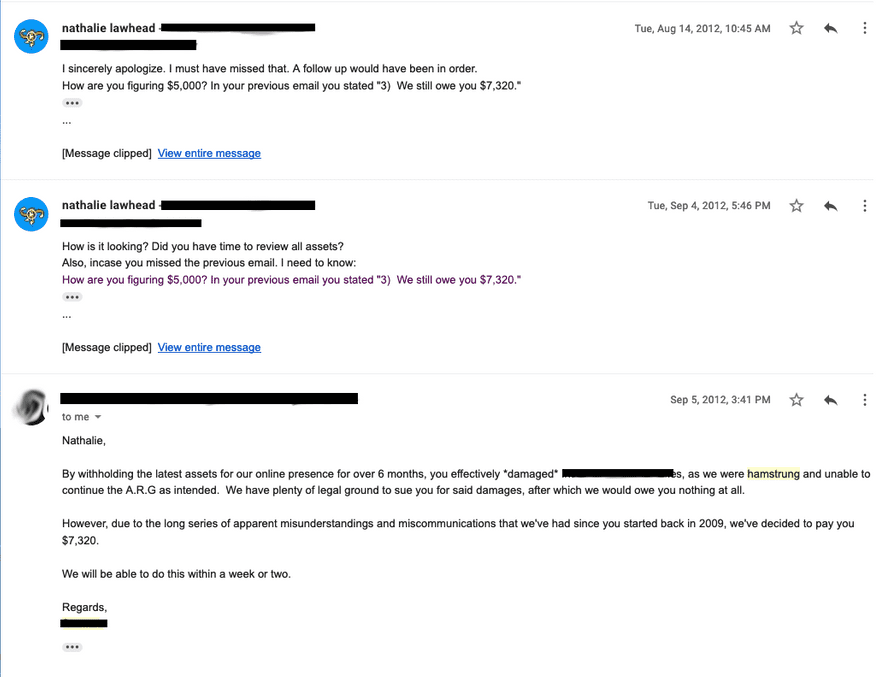 nathalie lawhead
Tue, Aug 14, 2012, 10:45 AM
I sincerely apologize. I must have missed that. A follow up would have been in order.
How are you figuring $5,000? In your previous email you stated "3)  We still owe you $7,320."
•••
...
[Message clipped]  View entire message
nathalie lawhead
Tue, Sep 4, 2012, 5:46 PM
How is it looking? Did you have time to review all assets?
Also, incase you missed the previous email. I need to know:
How are you figuring $5,000? In your previous email you stated "3)  We still owe you $7,320."
•••
...
[Message clipped]  View entire message
Sep 5, 2012, 3:41 PM
to me
Nathalie,
By withholding the latest assets for our online presence for over 6 months, you effectively *damaged* es, as we were hamstrung and unable to
continue the A.R.G as intended.  We have plenty of legal ground to sue you for said damages, after which we would owe you nothing at all.
However, due to the long series of apparent misunderstandings and miscommunications that we've had since you started back in 2009, we've decided to pay you
$7,320.
We will be able to do this within a week or two.
Regards,
•••